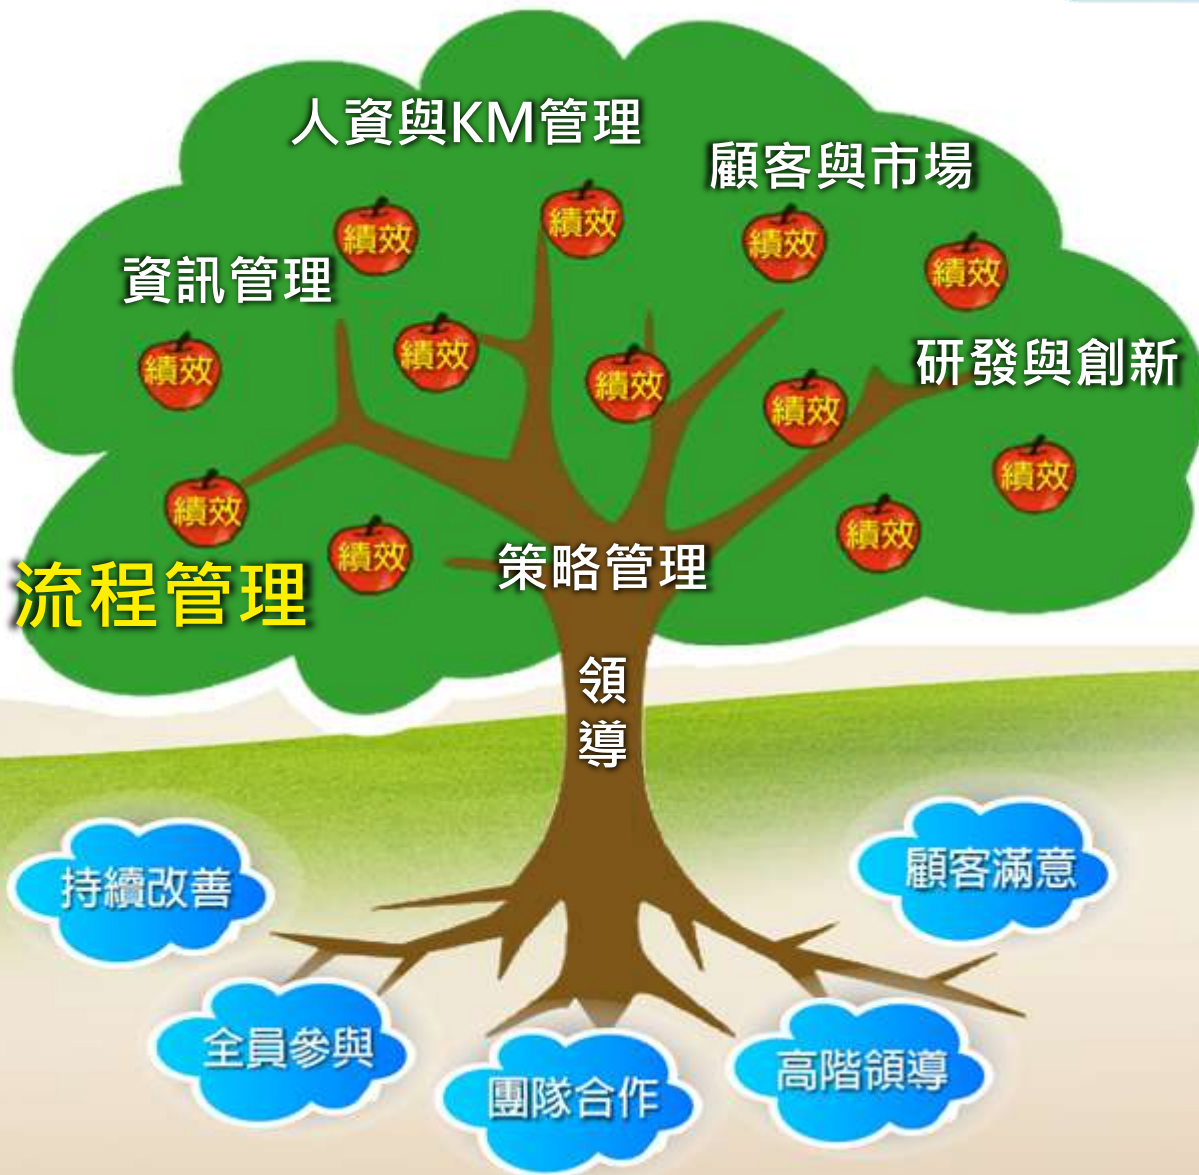 人資與KM管理
顧客與市場
績效
績效
績效
績效
資訊管理
績效
績效
績效
績效
研發與創新
績效
績效
績效
績效
流程管理
策略管理
領
導
持續改善
顧客滿意
全員參與
團隊合作
高階領導